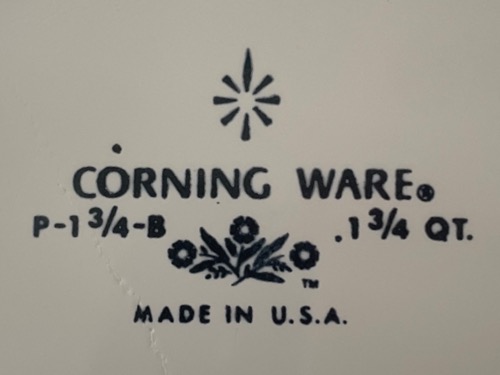 CORNING WARE®
P-1 3/4-B .1 3/4 QT.
TM
MADE IN U.S.A.